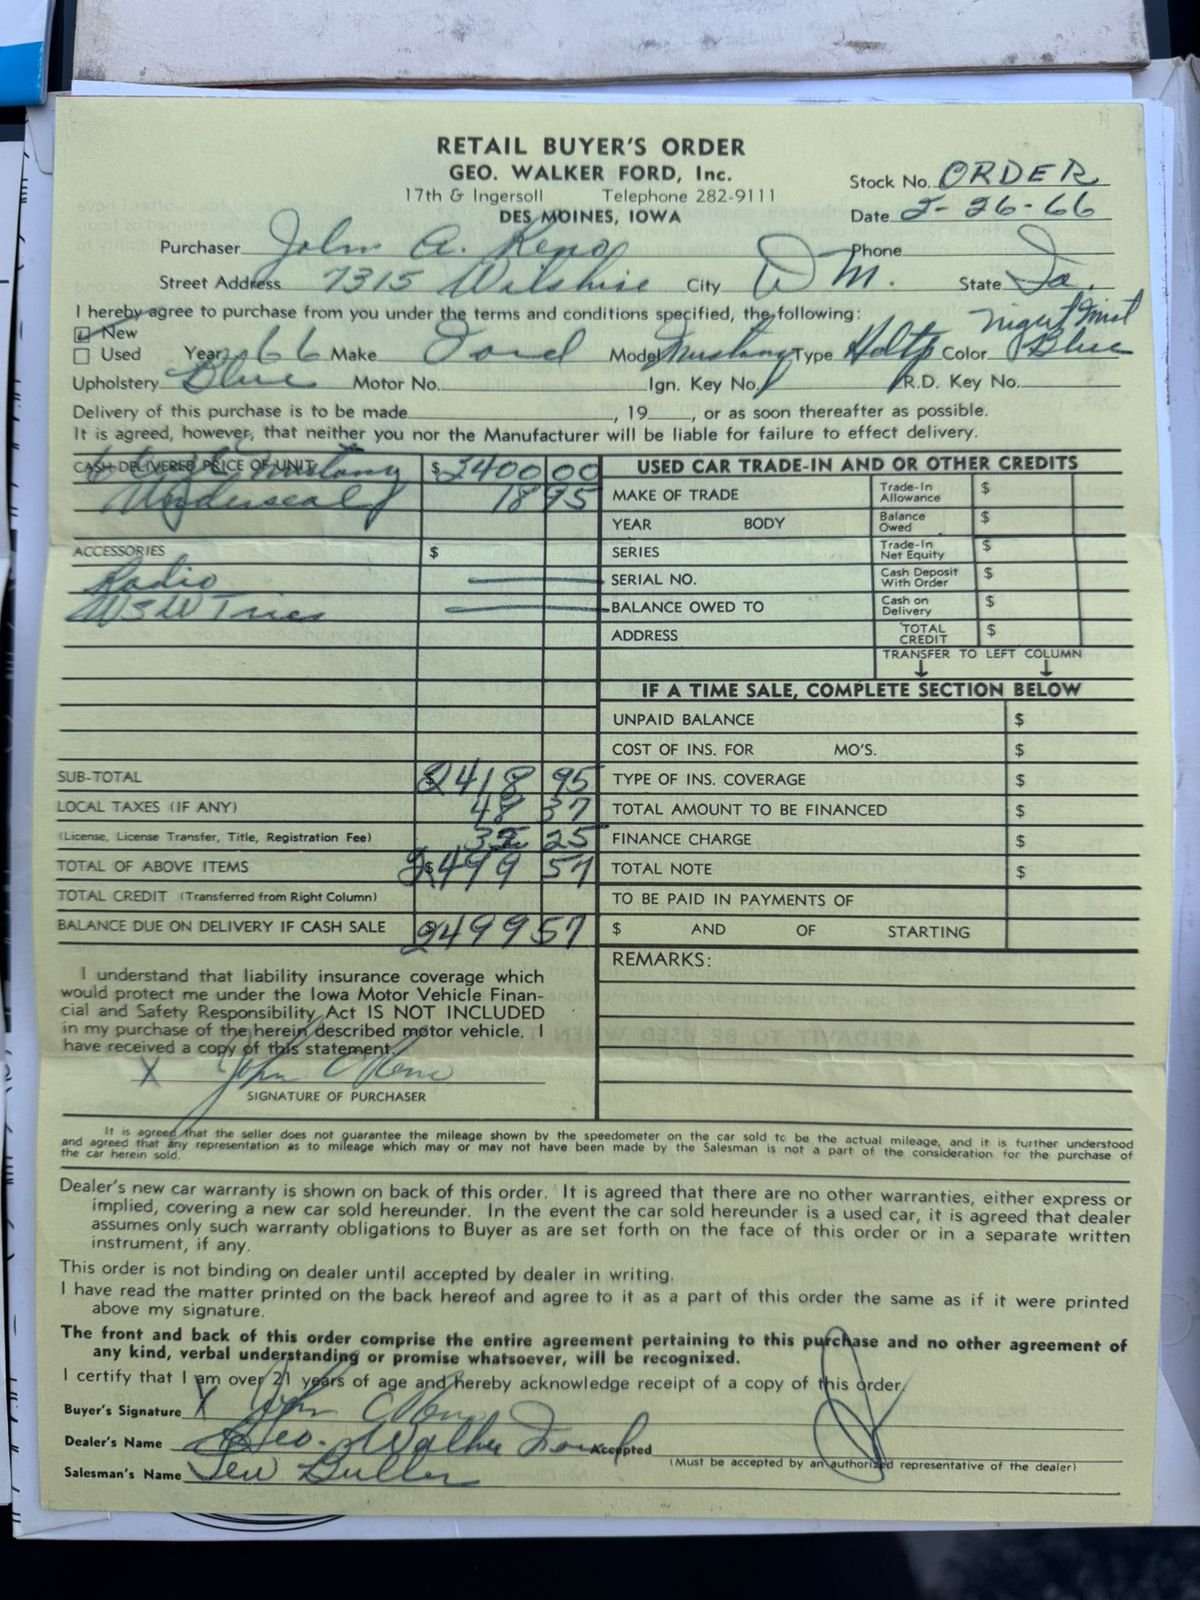 RETAIL BUYER'S ORDER
GEO. WALKER FORD, Inc.
17th & Ingersoll Telephone 282-9111
DES MOINES, IOWA
Stock No. ORDER
Date 2-26-66
Purchaser John A. Keno Phone
Street Address 7315 Wilshire City D M. State Ia.
I hereby agree to purchase from you under the terms and conditions specified, the following:
New
Used Year 66 Make Ford Model Mustang Type Hdtp Color Night Mist Blue
Upholstery Blue Motor No. Ign. Key No. R.D. Key No.
Delivery of this purchase is to be made , 19 , or as soon thereafter as possible.
It is agreed, however, that neither you nor the Manufacturer will be liable for failure to effect delivery.
CASH DELIVERED PRICE OF UNIT Mustang $ 2400 00
Underseal 18 95
ACCESSORIES $
Radio
WSW Tires
SUB-TOTAL $ 2418 95
LOCAL TAXES (IF ANY) 48 37
(License, License Transfer, Title, Registration Fee) 32 25
TOTAL OF ABOVE ITEMS $ 2499 57
TOTAL CREDIT (Transferred from Right Column)
BALANCE DUE ON DELIVERY IF CASH SALE 2499 57
USED CAR TRADE-IN AND OR OTHER CREDITS
MAKE OF TRADE Trade-In Allowance $
YEAR BODY Balance Owed $
SERIES Trade-In Net Equity $
SERIAL NO. Cash Deposit With Order $
BALANCE OWED TO Cash on Delivery $
ADDRESS TOTAL CREDIT $
TRANSFER TO LEFT COLUMN
IF A TIME SALE, COMPLETE SECTION BELOW
UNPAID BALANCE $
COST OF INS. FOR MO'S. $
TYPE OF INS. COVERAGE $
TOTAL AMOUNT TO BE FINANCED $
FINANCE CHARGE $
TOTAL NOTE $
TO BE PAID IN PAYMENTS OF
$ AND OF STARTING
REMARKS:
I understand that liability insurance coverage which
would protect me under the Iowa Motor Vehicle Finan-
cial and Safety Responsibility Act IS NOT INCLUDED
in my purchase of the herein described motor vehicle. I
have received a copy of this statement.
X John A Keno
SIGNATURE OF PURCHASER
It is agreed that the seller does not guarantee the mileage shown by the speedometer on the car sold to be the actual mileage, and it is further understood
and agreed that any representation as to mileage which may or may not have been made by the Salesman is not a part of the consideration for the purchase of
the car herein sold.
Dealer's new car warranty is shown on back of this order. It is agreed that there are no other warranties, either express or
implied, covering a new car sold hereunder. In the event the car sold hereunder is a used car, it is agreed that dealer
assumes only such warranty obligations to Buyer as are set forth on the face of this order or in a separate written
instrument, if any.
This order is not binding on dealer until accepted by dealer in writing.
I have read the matter printed on the back hereof and agree to it as a part of this order the same as if it were printed
above my signature.
The front and back of this order comprise the entire agreement pertaining to this purchase and no other agreement of
any kind, verbal understanding or promise whatsoever, will be recognized.
I certify that I am over 21 years of age and hereby acknowledge receipt of a copy of this order.
Buyer's Signature X John A Keno
Dealer's Name Geo. Walker Ford Accepted
(Must be accepted by an authorized representative of the dealer)
Salesman's Name Lew Butler